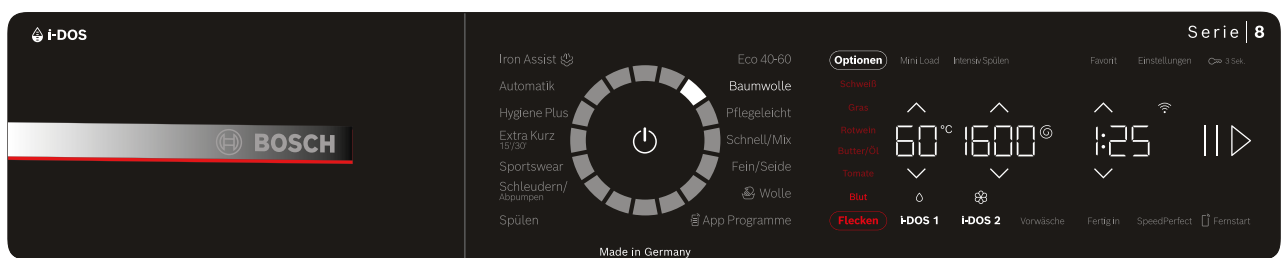 i-DOS
Serie | 8
BOSCH
Iron Assist
Automatik
Hygiene Plus
Extra Kurz
15'/30'
Sportswear
Schleudern/
Abpumpen
Spülen
Eco 40-60
Baumwolle
Pflegeleicht
Schnell/Mix
Fein/Seide
Wolle
App Programme
Made in Germany
Optionen
Mini Load
Intensiv Spülen
Favorit
Einstellungen
3 Sek.
Schweiß
Gras
Rotwein
Butter/Öl
Tomate
Blut
60 °C
1600
1:25
Flecken
i-DOS 1
i-DOS 2
Vorwäsche
Fertig in
SpeedPerfect
Fernstart